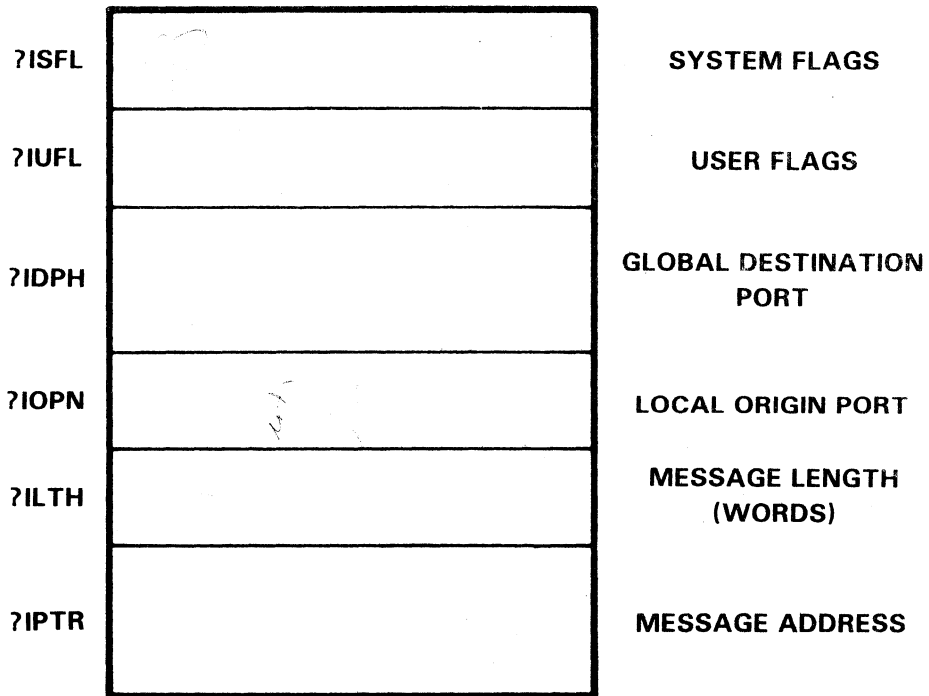 ?ISFL SYSTEM FLAGS
?IUFL USER FLAGS
?IDPH GLOBAL DESTINATION
PORT
?IOPN LOCAL ORIGIN PORT
?ILTH MESSAGE LENGTH
(WORDS)
?IPTR MESSAGE ADDRESS